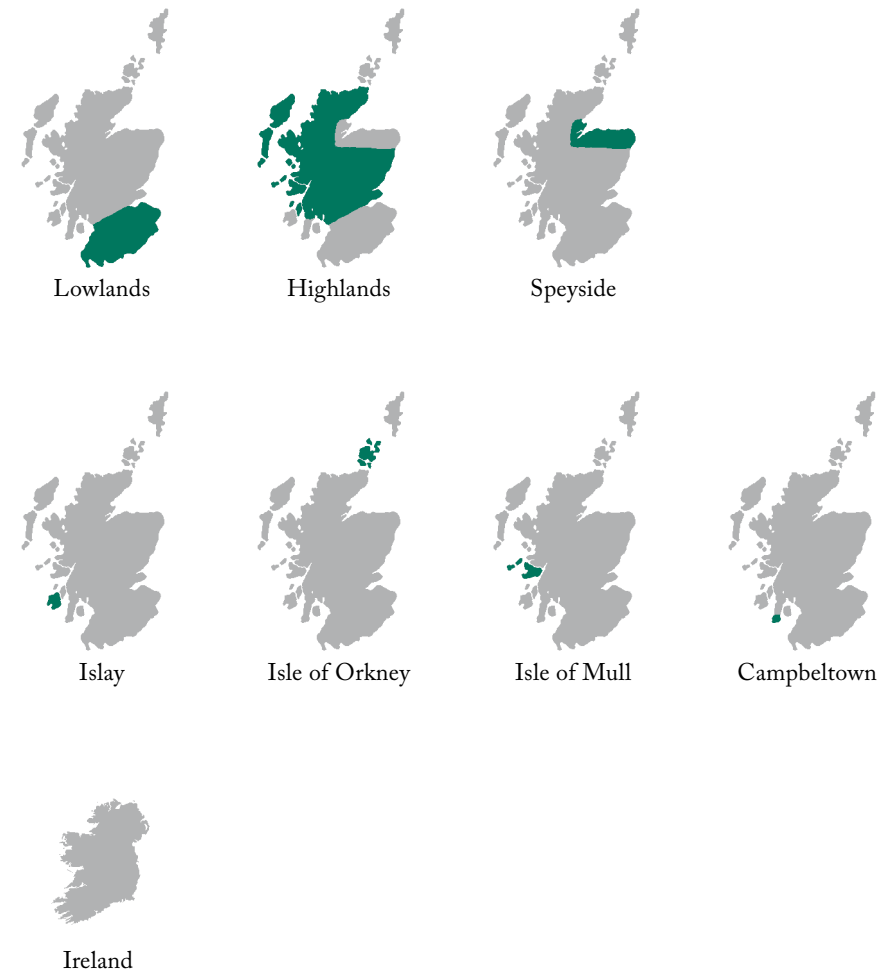 Lowlands
Highlands
Speyside
Islay
Isle of Orkney
Isle of Mull
Campbeltown
Ireland